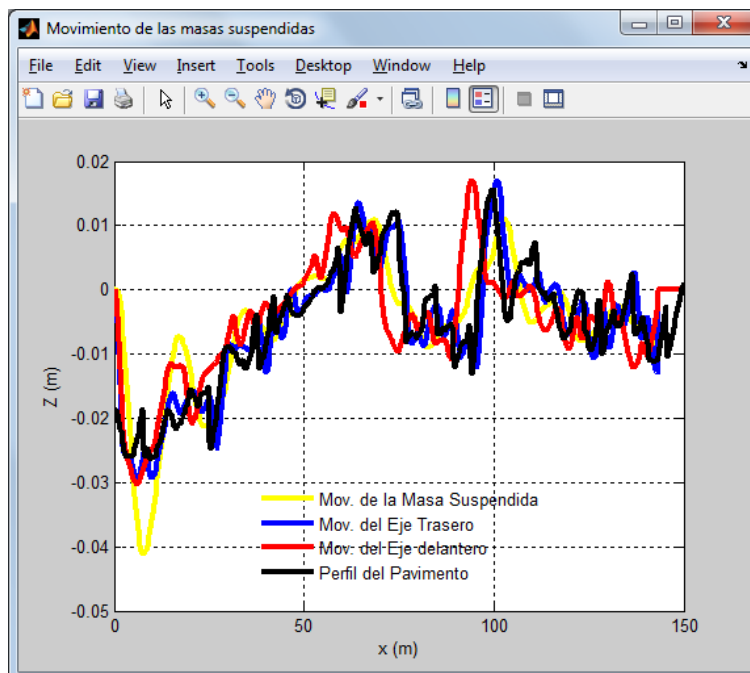 Movimiento de las masas suspendidas
File Edit View Insert Tools Desktop Window Help
0.02
0.01
0
-0.01
-0.02
-0.03
-0.04
-0.05
Z (m)
Mov. de la Masa Suspendida
Mov. del Eje Trasero
Mov. del Eje delantero
Perfil del Pavimento
0 50 100 150
x (m)